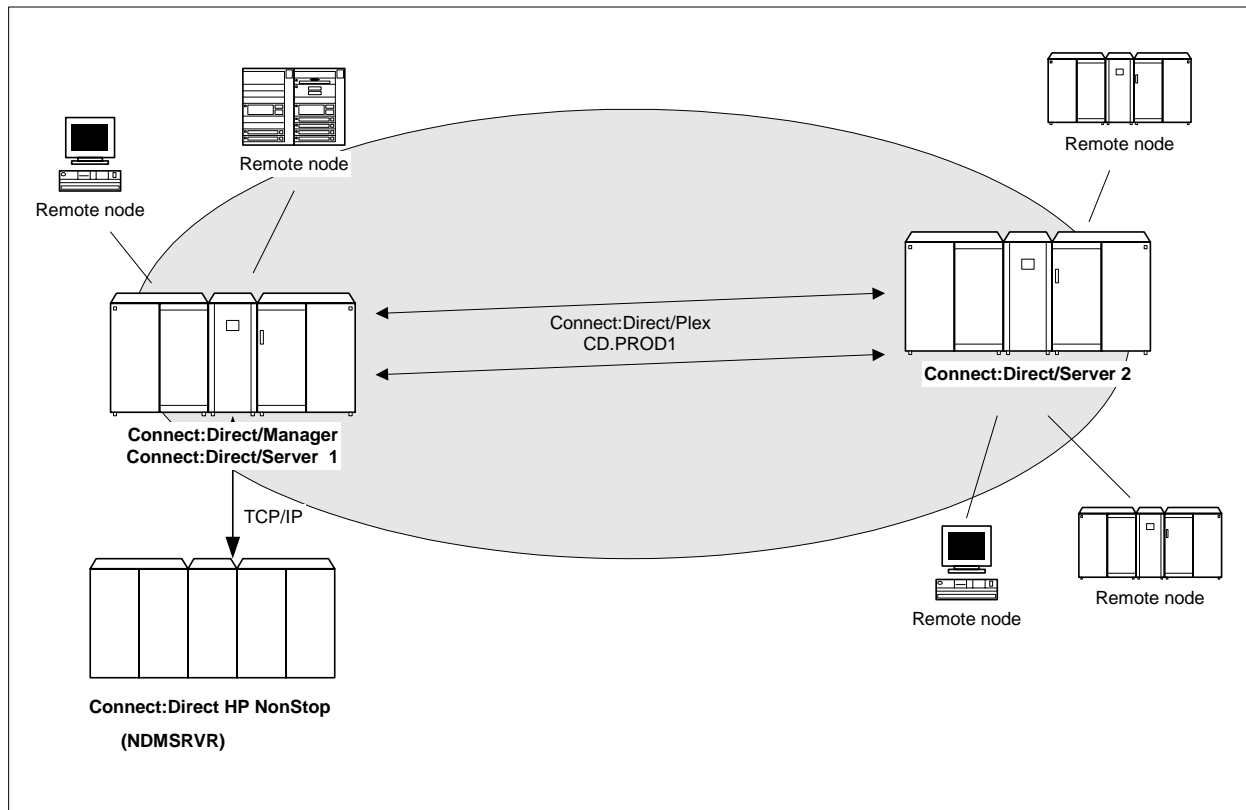 Remote node
Remote node
Remote node
Connect:Direct/Plex
CD.PROD1
Connect:Direct/Server 2
Connect:Direct/Manager
Connect:Direct/Server 1
TCP/IP
Remote node
Remote node
Connect:Direct HP NonStop
(NDMSRVR)